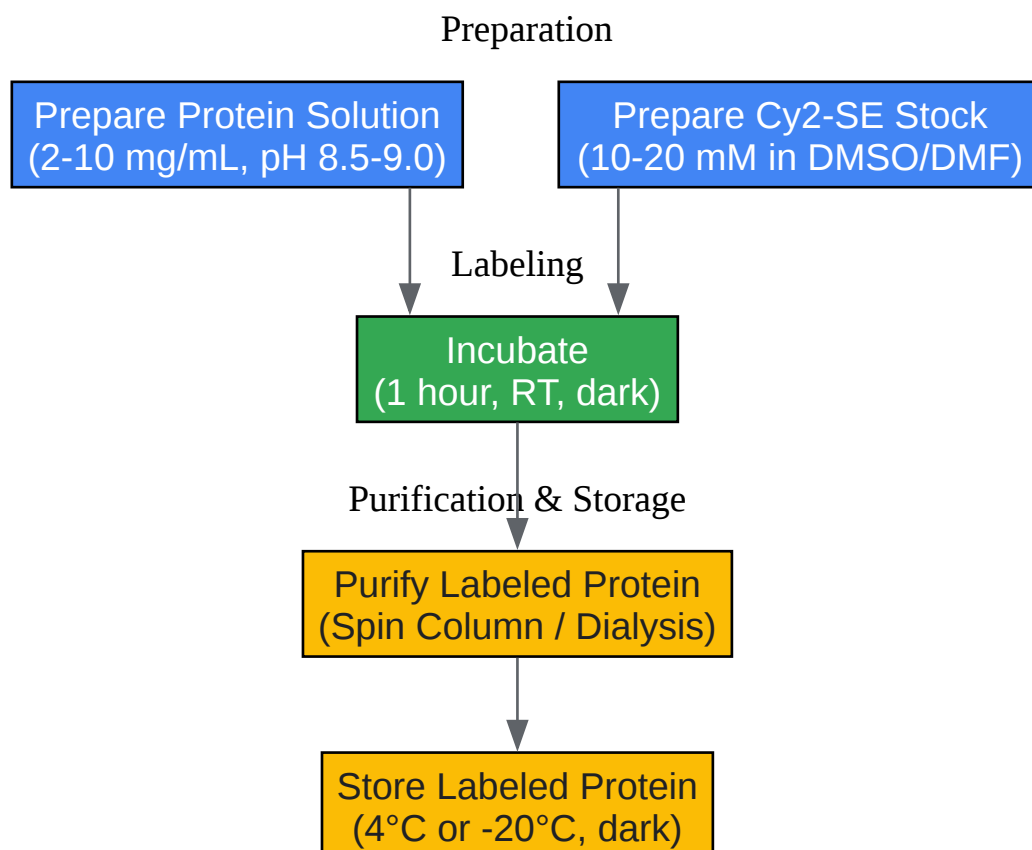 Preparation
Prepare Protein Solution
(2-10 mg/mL, pH 8.5-9.0)
Prepare Cy2-SE Stock
(10-20 mM in DMSO/DMF)
Labeling
Incubate
(1 hour, RT, dark)
Purification & Storage
Purify Labeled Protein
(Spin Column / Dialysis)
Store Labeled Protein
(4°C or -20°C, dark)